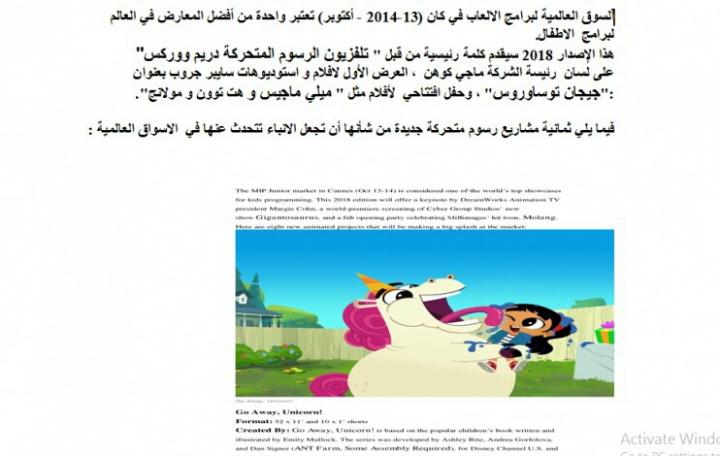 السوق العالمية لبرامج الالعاب في كان (13-2014 - أكتوبر) تعتبر واحدة من أفضل المعارض في العالم
لبرامج الاطفال.
هذا الإصدار 2018 سيقدم كلمة رئيسية من قبل " تلفزيون الرسوم المتحركة دريم ووركس"
على لسان رئيسة الشركة ماجي كوهن ، العرض الأول لافلام و استوديوهات سايبر جروب بعنوان
:"جيجان توساوروس" ، وحفل افتتاحي لأفلام مثل " ميلي ماجيس و هت توون و مولانج".
فيما يلي ثمانية مشاريع رسوم متحركة جديدة من شأنها أن تجعل الانباء تتحدث عنها في الاسواق العالمية :
The MIP Junior market in Cannes (Oct 13-14) is considered one of the world's top showcases
for kids programming. This 2018 edition will offer a keynote by DreamWorks Animation TV
president Margie Cohn, a world-premiere screening of Cyber Group Studios' new
show Gigantosaurus, and a fab opening party celebrating Millimages' hit toon, Molang.
Here are eight new animated projects that will be making a big splash at the market:
Go Away, Unicorn!
Go Away, Unicorn!
Format: 52 x 11' and 10 x 1' shorts
Created By: Go Away, Unicorn! is based on the popular children's book written and
illustrated by Emily Mullock. The series was developed by Ashley Rite, Andrea Gorfolova,
and Dan Signer (ANT Farm, Some Assembly Required), for Disney Channel U.S. and
Activate Windo